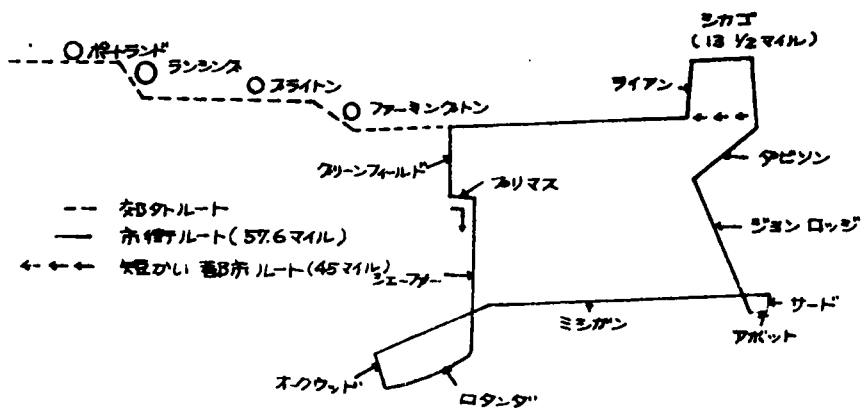 シカゴ
(13 1/2マイル)
ポートランド
ランシング
ブライトン
ファーミングトン
ライアン
グリーンフィールド
プリマス
デビソン
郊外ルート
市街ルート(57.6マイル)
ジョン ロッジ
短かい都市ルート(45マイル)
シェーファー
サード
ミシガン
アボット
オークウッド
ロタンダ